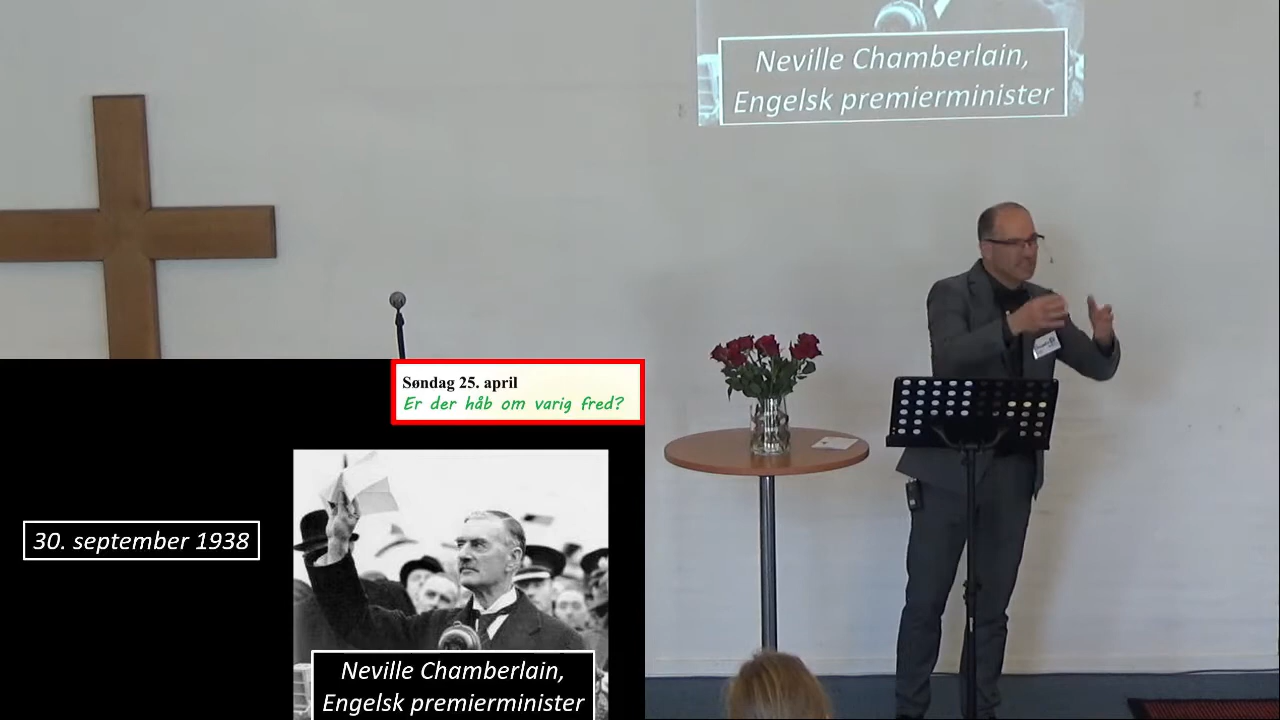 Neville Chamberlain,
Engelsk premierminister
Søndag 25. april
Er der håb om varig fred?
30. september 1938
Neville Chamberlain,
Engelsk premierminister